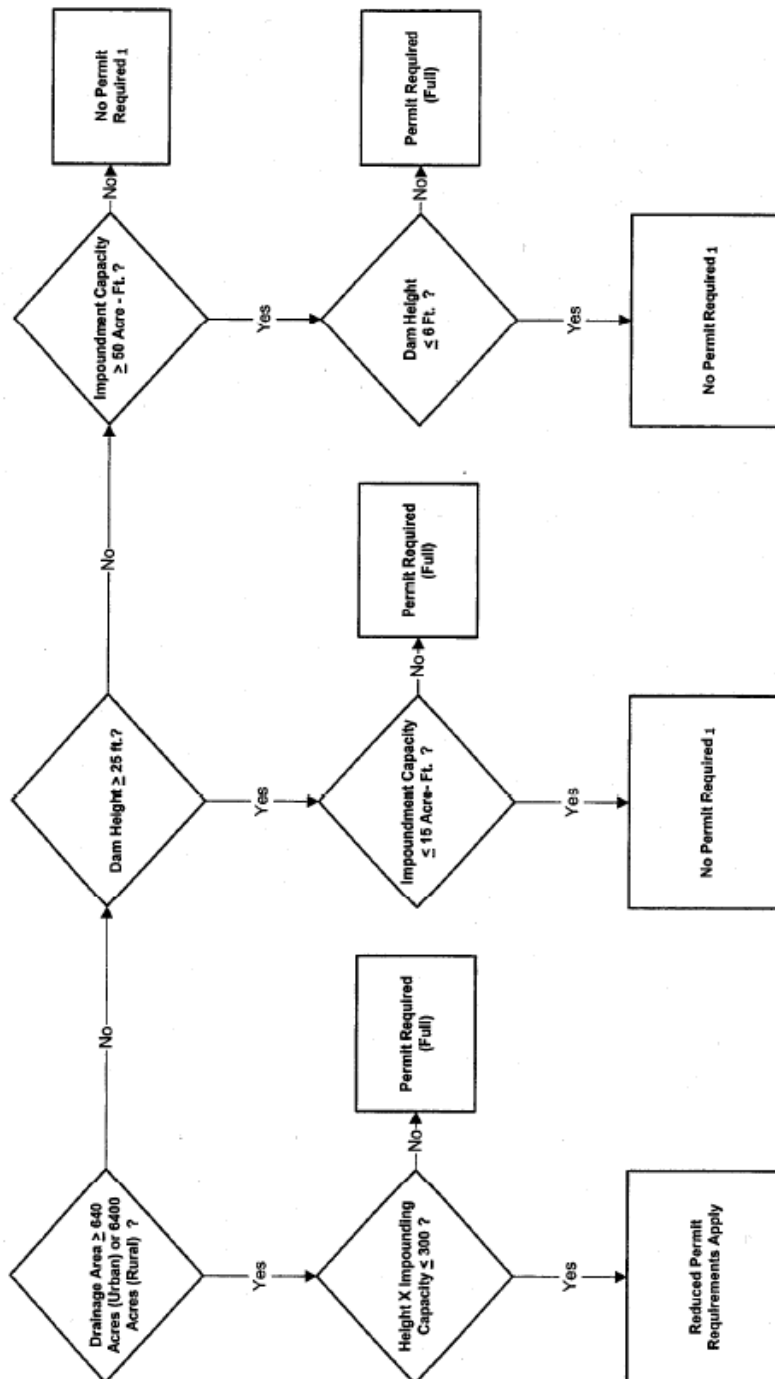 Drainage Area ≥ 640
Acres (Urban) or 6400
Acres (Rural) ?
No
Yes
Height X Impounding
Capacity ≤ 300 ?
No
Permit Required
(Full)
Yes
Reduced Permit
Requirements Apply
Dam Height ≥ 25 ft.?
No
Yes
Impoundment Capacity
≤ 15 Acre- Ft. ?
No
Permit Required
(Full)
Yes
No Permit Required 1
Impoundment Capacity
≥ 50 Acre - Ft. ?
No
No Permit
Required 1
Yes
Dam Height
≤ 6 Ft. ?
No
Permit Required
(Full)
Yes
No Permit Required 1